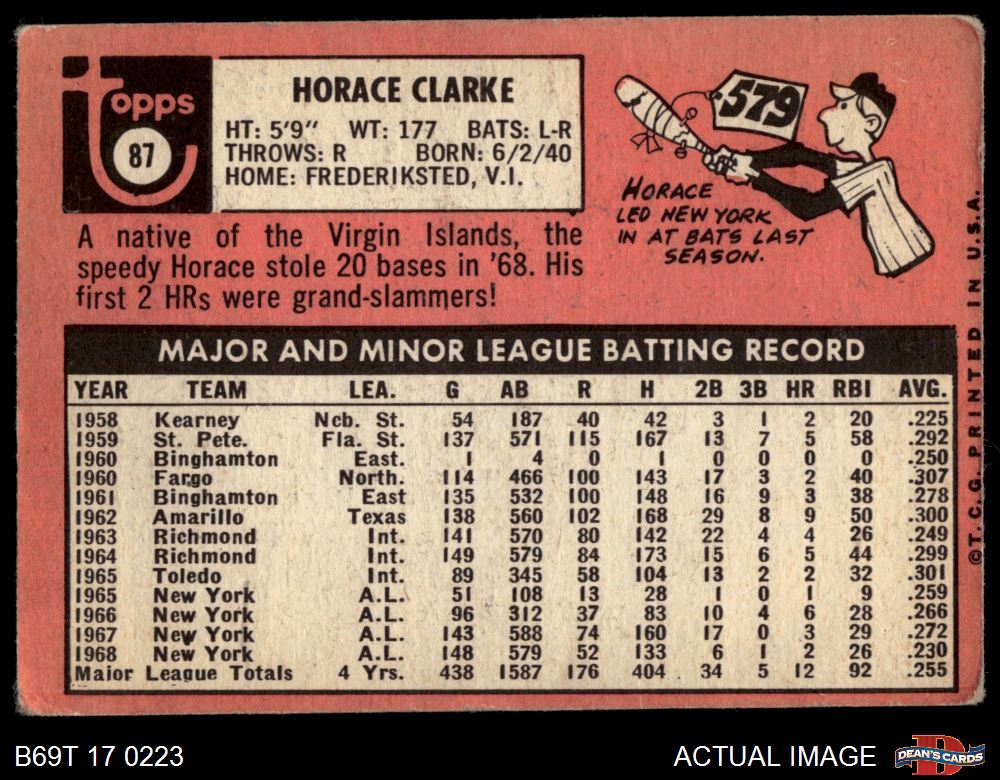 topps
87
HORACE CLARKE
HT: 5'9" WT: 177 BATS: L-R
THROWS: R BORN: 6/2/40
HOME: FREDERIKSTED, V.I.
579
HORACE
LED NEW YORK
IN AT BATS LAST
SEASON.
A native of the Virgin Islands, the
speedy Horace stole 20 bases in '68. His
first 2 HRs were grand-slammers!
MAJOR AND MINOR LEAGUE BATTING RECORD
YEAR TEAM LEA. G AB R H 2B 3B HR RBI AVG.
1958 Kearney Neb. St. 54 187 40 42 3 1 2 20 .225
1959 St. Pete. Fla. St. 137 571 115 167 13 7 5 58 .292
1960 Binghamton East. 1 4 0 1 0 0 0 0 .250
1960 Fargo North. 114 466 100 143 17 3 2 40 .307
1961 Binghamton East 135 532 100 148 16 9 3 38 .278
1962 Amarillo Texas 138 560 102 168 29 8 9 50 .300
1963 Richmond Int. 141 570 80 142 22 4 4 26 .249
1964 Richmond Int. 149 579 84 173 15 6 5 44 .299
1965 Toledo Int. 89 345 58 104 13 2 2 32 .301
1965 New York A.L. 51 108 13 28 1 0 1 9 .259
1966 New York A.L. 96 312 37 83 10 4 6 28 .266
1967 New York A.L. 143 588 74 160 17 0 3 29 .272
1968 New York A.L. 148 579 52 133 6 1 2 26 .230
Major League Totals 4 Yrs. 438 1587 176 404 34 5 12 92 .255
©T. C. G. PRINTED IN U.S.A.
B69T 17 0223
ACTUAL IMAGE
DEAN'S CARDS